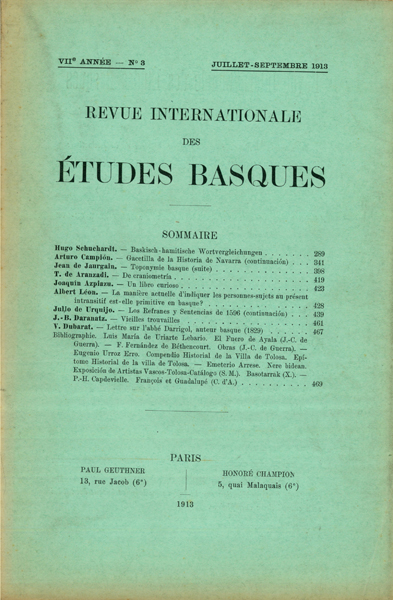 VIIe ANNÉE — No 3
JUILLET-SEPTEMBRE 1913
REVUE INTERNATIONALE
DES
ÉTUDES BASQUES
SOMMAIRE
Hugo Schuchardt. — Baskisch-hamitische Wortvergleichungen . . . . . . . 289
Arturo Campión. — Gacetilla de la Historia de Navarra (continuación) . . . 341
Jean de Jaurgain. — Toponymie basque (suite) . . . . . . . 398
T. de Aranzadi. — De craniometría . . . . . . . 419
Joaquin Azpiazu. — Un libro curioso . . . . . . . 423
Albert Léon. — La manière actuelle d'indiquer les personnes-sujets au présent
intransitif est-elle primitive en basque? . . . . . . . 428
Julio de Urquijo. — Los Refranes y Sentencias de 1596 (continuación) . . . 439
J.-B. Daranatz. — Vieilles trouvailles . . . . . . . 461
V. Dubarat. — Lettre sur l'abbé Darrigol, auteur basque (1829) . . . . 467
Bibliographie. Luis María de Uriarte Lebario. El Fuero de Ayala (J.-C. de
Guerra). — F. Fernández de Béthencourt. Obras (J.-C. de Guerra). —
Eugenio Urroz Erro. Compendio Historial de la Villa de Tolosa. Epi-
tome Historial de la villa de Tolosa. — Emeterio Arrese. Nere bidean.
Exposición de Artistas Vascos-Tolosa-Catálogo (S. M.). Basotarrak (X.). —
P.-H. Capdevielle. François et Guadalupé (C. d'A.) . . . . . . . 469
PARIS
PAUL GEUTHNER
13, rue Jacob (6e)
HONORÉ CHAMPION
5, quai Malaquais (6e)
1913